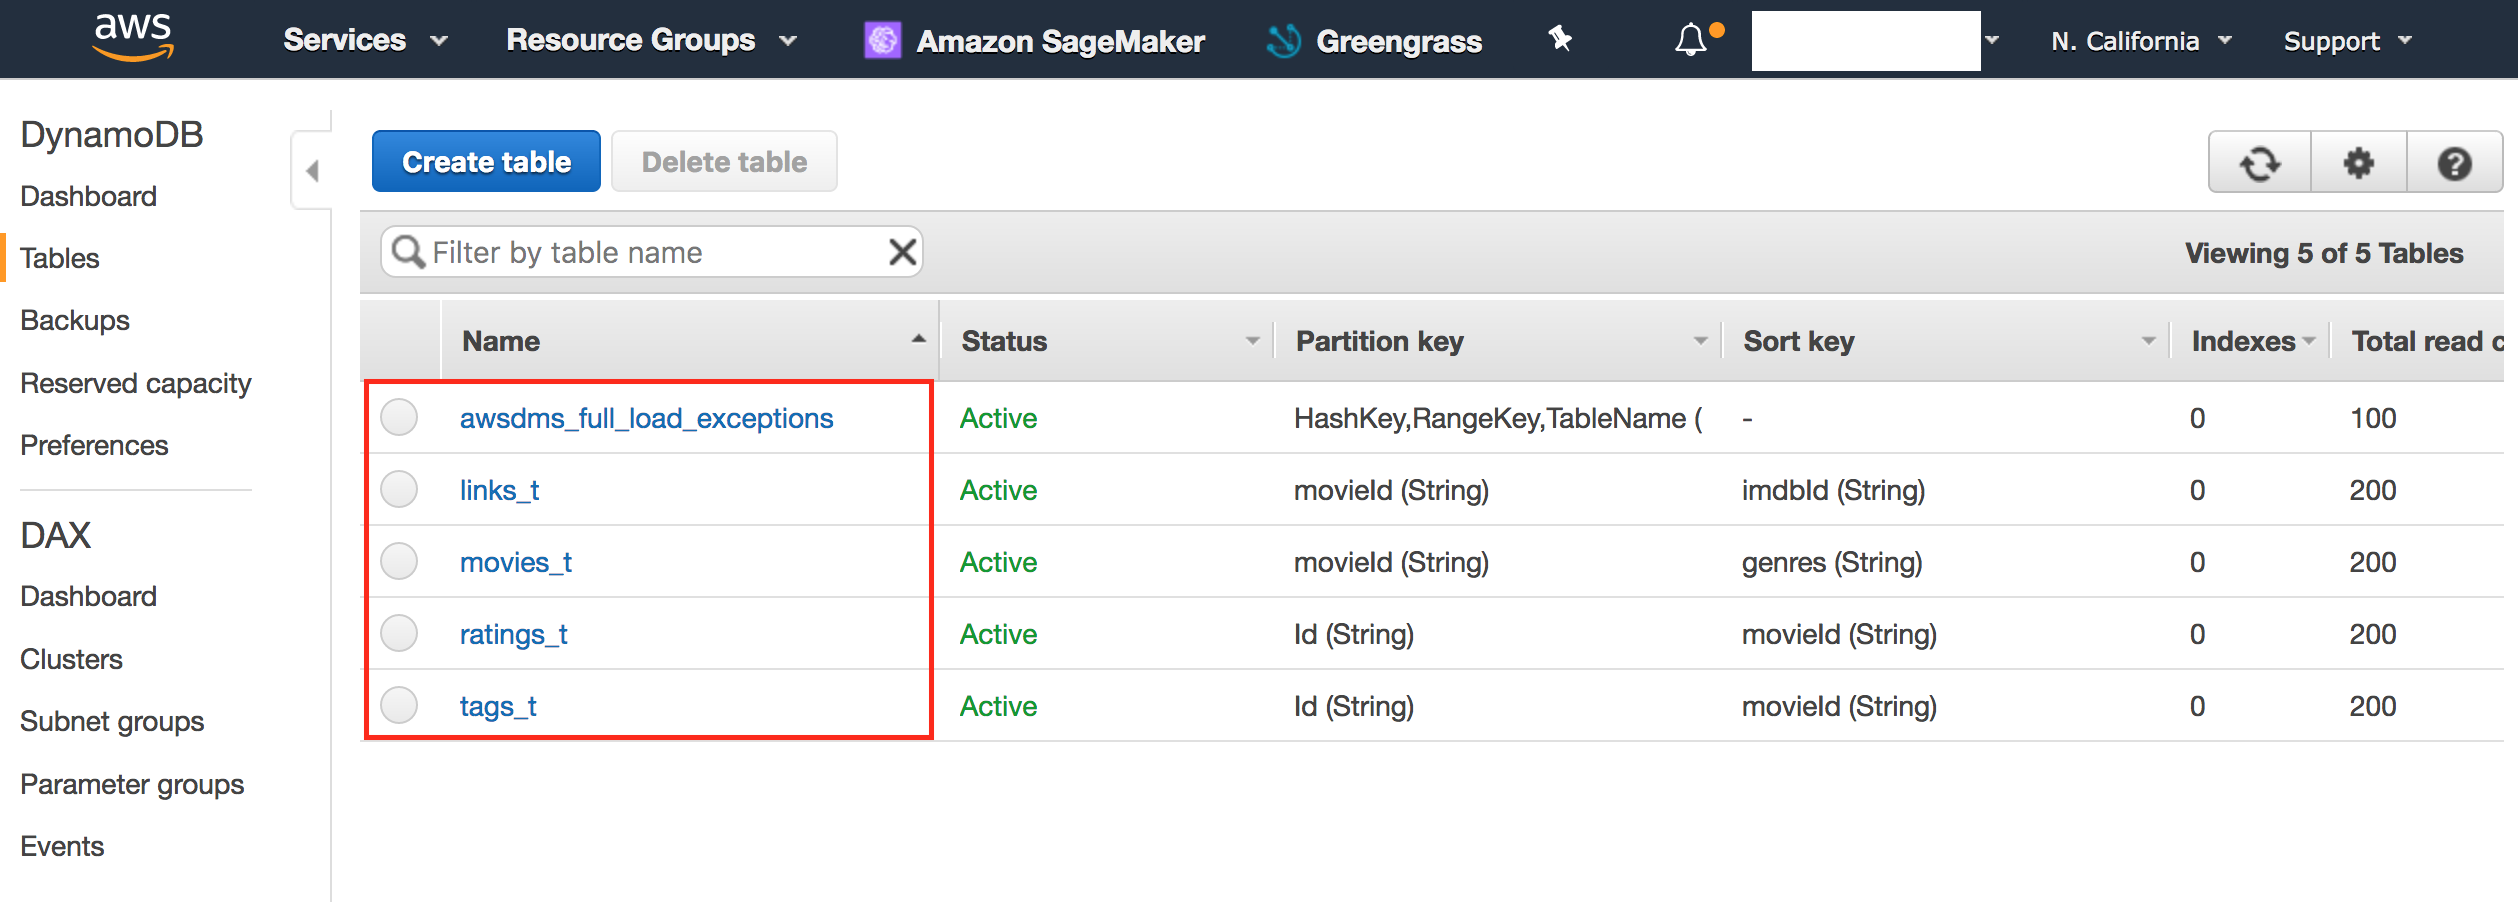 aws Services Resource Groups Amazon SageMaker Greengrass N. California Support
DynamoDB
Dashboard
Tables
Backups
Reserved capacity
Preferences
DAX
Dashboard
Clusters
Subnet groups
Parameter groups
Events
Create table Delete table
Filter by table name Viewing 5 of 5 Tables
Name Status Partition key Sort key Indexes Total read c
awsdms_full_load_exceptions Active HashKey,RangeKey,TableName ( - 0 100
links_t Active movieId (String) imdbId (String) 0 200
movies_t Active movieId (String) genres (String) 0 200
ratings_t Active Id (String) movieId (String) 0 200
tags_t Active Id (String) movieId (String) 0 200